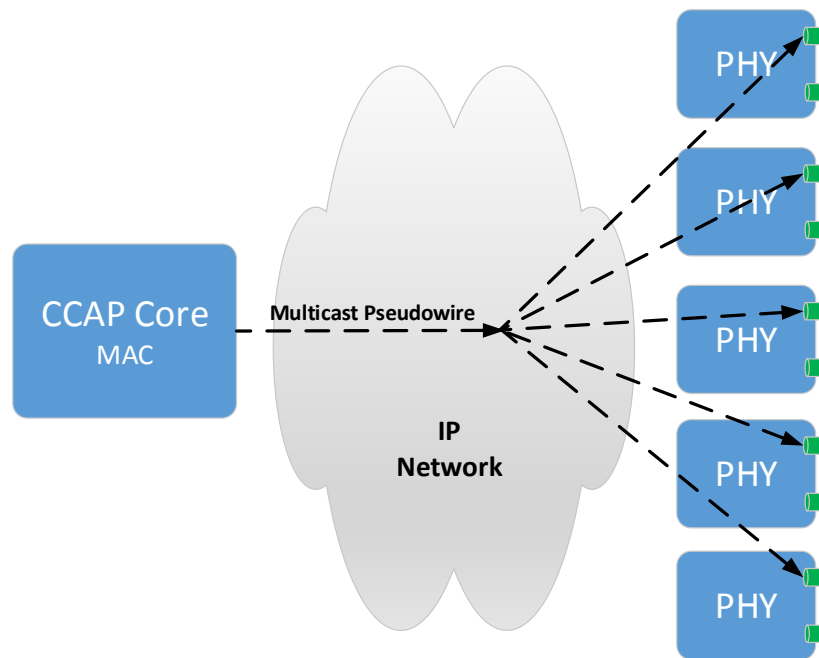 PHY
PHY
CCAP Core
MAC
Multicast Pseudowire
PHY
IP
Network
PHY
PHY